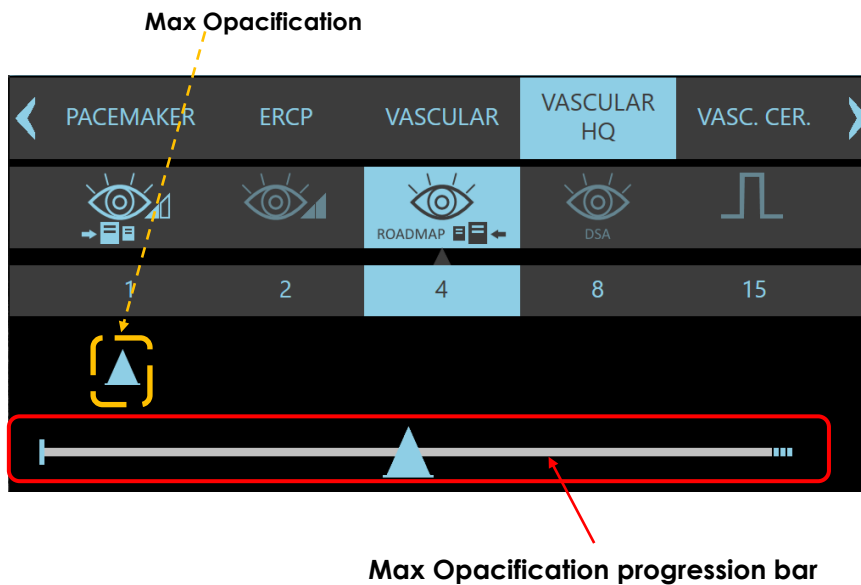 Max Opacification
PACEMAKER ERCP VASCULAR VASCULAR HQ VASC. CER.
ROADMAP DSA
1 2 4 8 15
Max Opacification progression bar